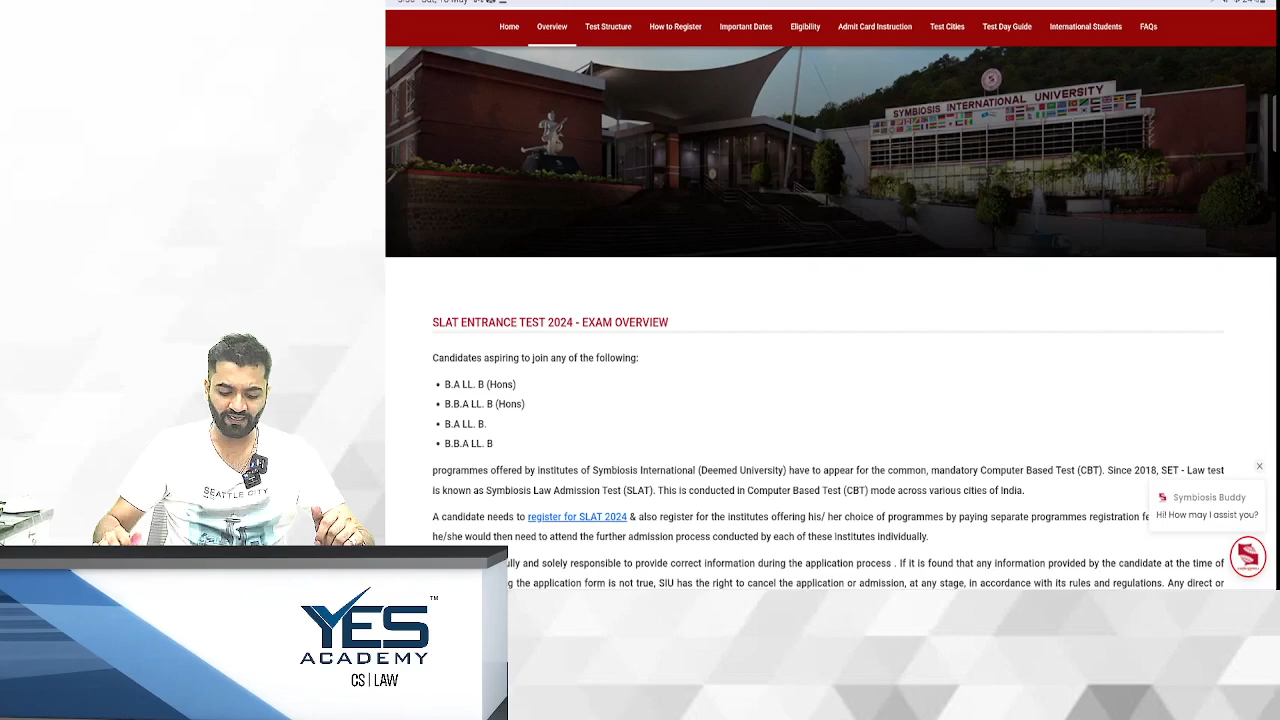 Home Overview Test Structure How to Register Important Dates Eligibility Admit Card Instruction Test Cities Test Day Guide International Students FAQs
SYMBIOSIS INTERNATIONAL UNIVERSITY
SLAT ENTRANCE TEST 2024 - EXAM OVERVIEW
Candidates aspiring to join any of the following:
• B.A LL. B (Hons)
• B.B.A LL. B (Hons)
• B.A LL. B.
• B.B.A LL. B
programmes offered by institutes of Symbiosis International (Deemed University) have to appear for the common, mandatory Computer Based Test (CBT). Since 2018, SET - Law test
is known as Symbiosis Law Admission Test (SLAT). This is conducted in Computer Based Test (CBT) mode across various cities of India.
A candidate needs to register for SLAT 2024 & also register for the institutes offering his/ her choice of programmes by paying separate programmes registration
he/she would then need to attend the further admission process conducted by each of these institutes individually.
and solely responsible to provide correct information during the application process . If it is found that any information provided by the candidate at the time of
the application form is not true, SIU has the right to cancel the application or admission, at any stage, in accordance with its rules and regulations. Any direct or
Symbiosis Buddy
Hi! How may I assist you?
SEATTLE CITY
YES™
ACADEMY
CS | LAW